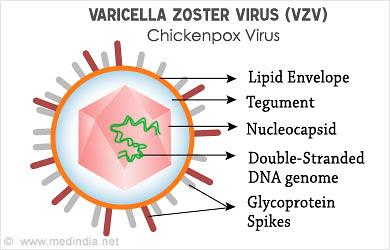 VARICELLA ZOSTER VIRUS (VZV)
Chickenpox Virus
Lipid Envelope
Tegument
Nucleocapsid
Double-Stranded
DNA genome
Glycoprotein
Spikes
www.medindia.net